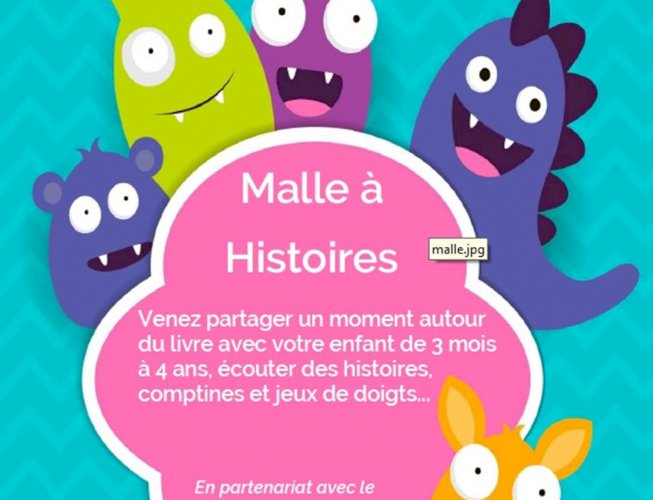 Malle à
Histoires
malle.jpg
Venez partager un moment autour
du livre avec votre enfant de 3 mois
à 4 ans, écouter des histoires,
comptines et jeux de doigts...
En partenariat avec le